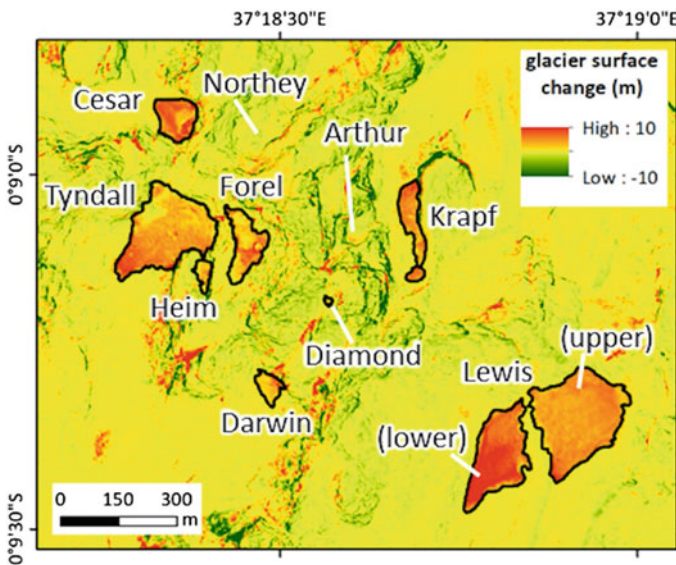 37°18'30"E
37°19'0"E
glacier surface
change (m)
High : 10
Low : -10
Cesar
Northey
Arthur
0°9'0"S
Tyndall
Forel
Krapf
Heim
Diamond
(upper)
Lewis
Darwin
(lower)
0 150 300
m
0°9'30"S